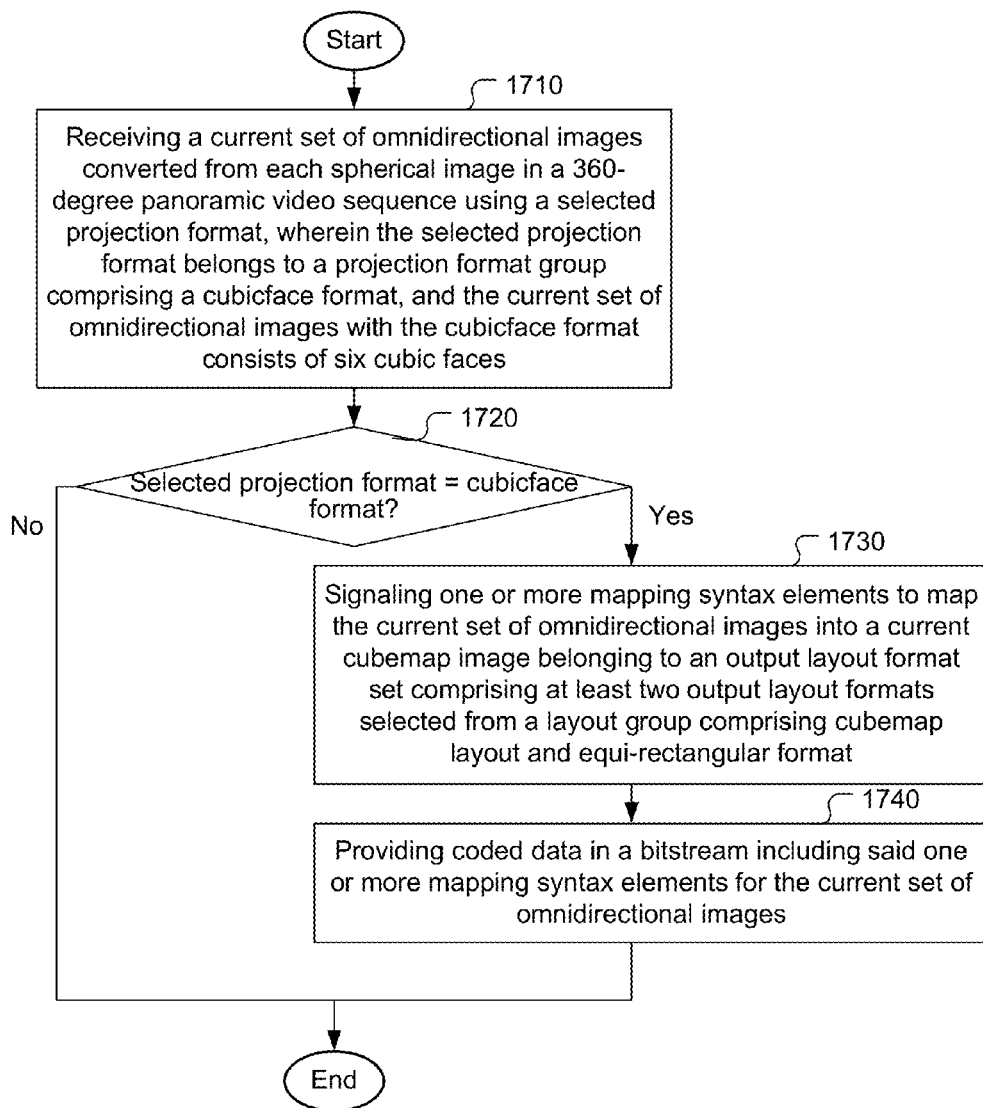 Start
1710
Receiving a current set of omnidirectional images
converted from each spherical image in a 360-
degree panoramic video sequence using a selected
projection format, wherein the selected projection
format belongs to a projection format group
comprising a cubicface format, and the current set of
omnidirectional images with the cubicface format
consists of six cubic faces
1720
Selected projection format = cubicface
format?
No
Yes
1730
Signaling one or more mapping syntax elements to map
the current set of omnidirectional images into a current
cubemap image belonging to an output layout format
set comprising at least two output layout formats
selected from a layout group comprising cubemap
layout and equi-rectangular format
1740
Providing coded data in a bitstream including said one
or more mapping syntax elements for the current set of
omnidirectional images
End